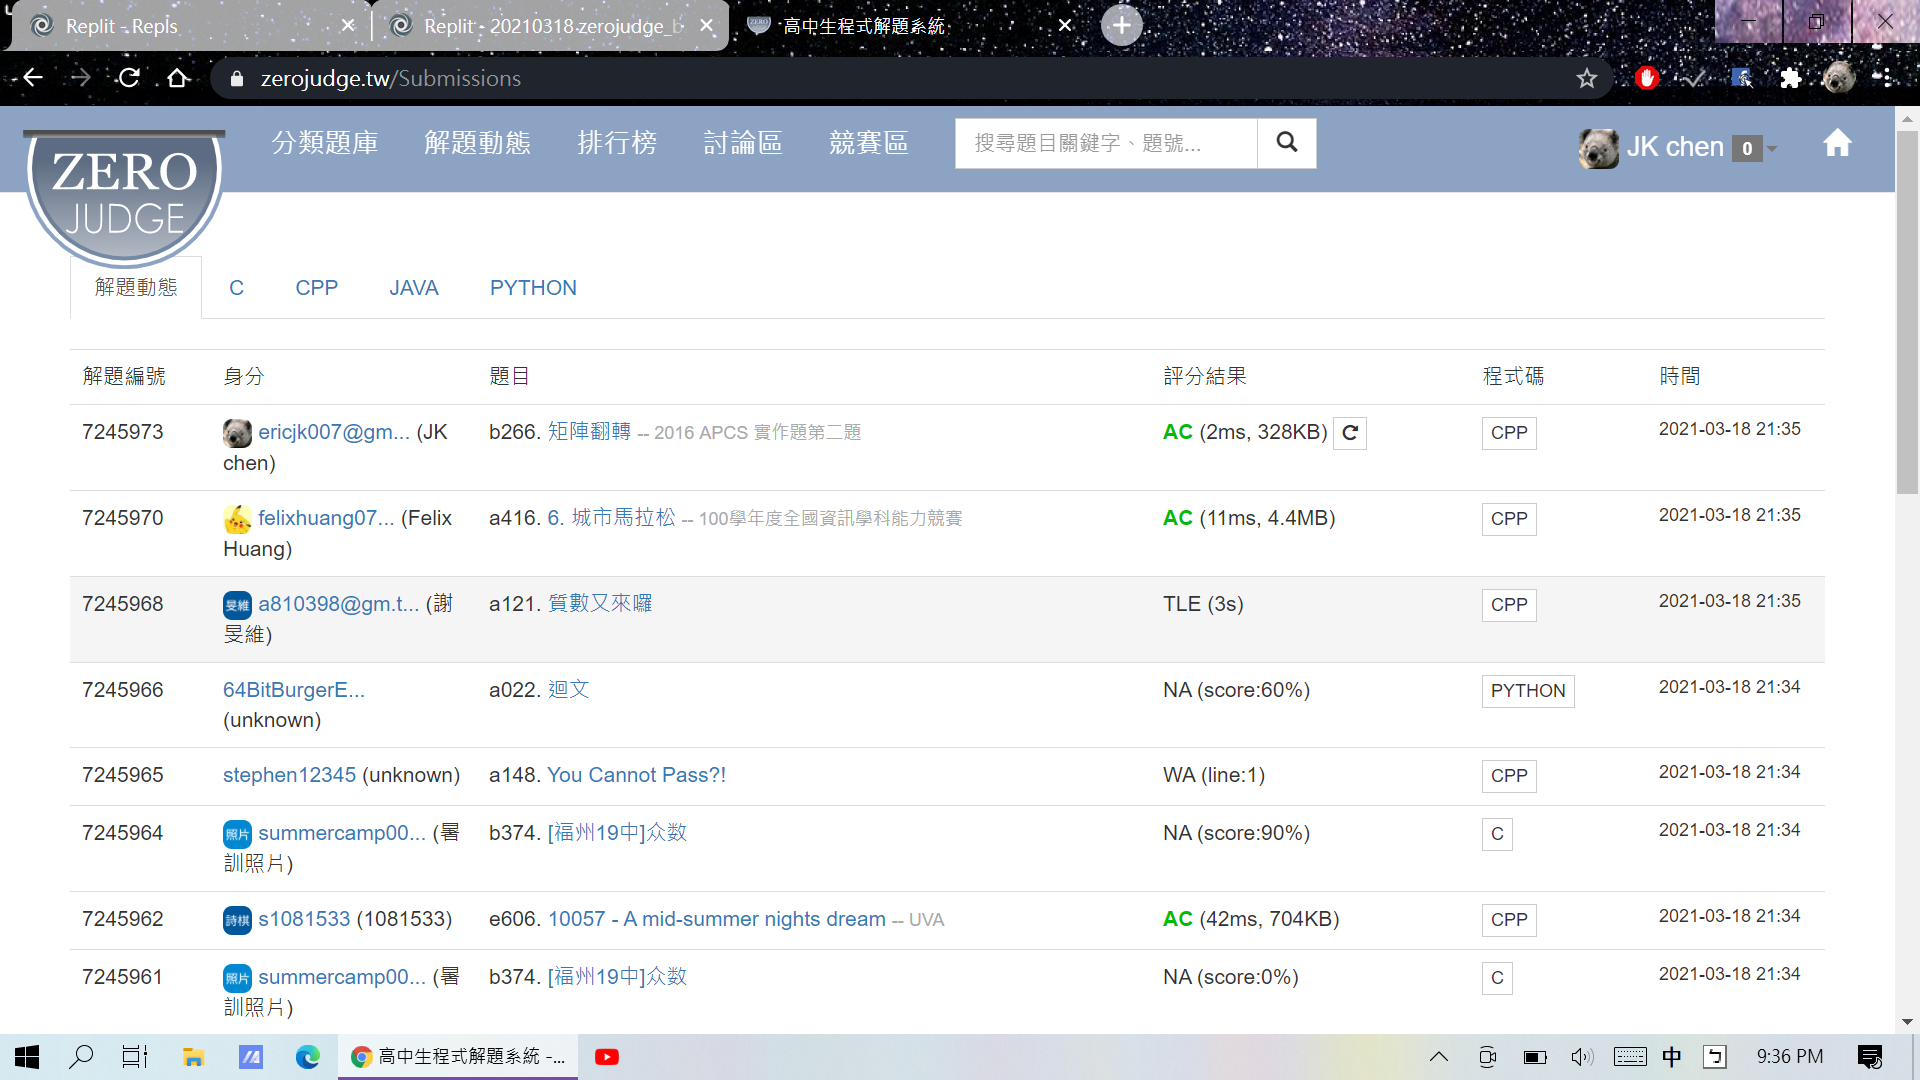 Replit - Repls
Replit - 20210318 zerojudge_b
高中生程式解題系統
zerojudge.tw/Submissions
ZERO
JUDGE
分類題庫
解題動態
排行榜
討論區
競賽區
搜尋題目關鍵字、題號...
JK chen 0
解題動態
C
CPP
JAVA
PYTHON
解題編號 身分 題目 評分結果 程式碼 時間
7245973 ericjk007@gm... (JK b266. 矩陣翻轉 -- 2016 APCS 實作題第二題 AC (2ms, 328KB) CPP 2021-03-18 21:35
chen)
7245970 felixhuang07... (Felix a416. 6. 城市馬拉松 -- 100學年度全國資訊學科能力競賽 AC (11ms, 4.4MB) CPP 2021-03-18 21:35
Huang)
7245968 旻維 a810398@gm.t... (謝 a121. 質數又來囉 TLE (3s) CPP 2021-03-18 21:35
旻維)
7245966 64BitBurgerE... a022. 迴文 NA (score:60%) PYTHON 2021-03-18 21:34
(unknown)
7245965 stephen12345 (unknown) a148. You Cannot Pass?! WA (line:1) CPP 2021-03-18 21:34
7245964 照片 summercamp00... (暑 b374. [福州19中]众数 NA (score:90%) C 2021-03-18 21:34
訓照片)
7245962 詩棋 s1081533 (1081533) e606. 10057 - A mid-summer nights dream -- UVA AC (42ms, 704KB) CPP 2021-03-18 21:34
7245961 照片 summercamp00... (暑 b374. [福州19中]众数 NA (score:0%) C 2021-03-18 21:34
訓照片)
高中生程式解題系統 -...
中
ㄅ
9:36 PM